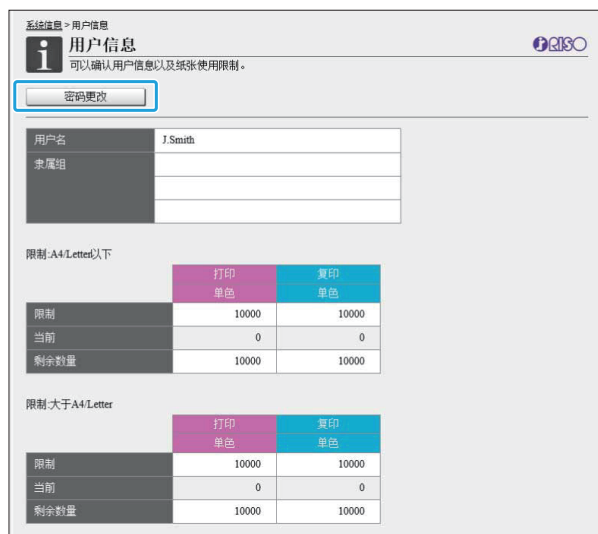 系统信息 > 用户信息
用户信息
RISO
可以确认用户信息以及纸张使用限制。
密码更改
用户名 J.Smith
隶属组
限制:A4/Letter以下
打印 复印
单色 单色
限制 10000 10000
当前 0 0
剩余数量 10000 10000
限制:大于A4/Letter
打印 复印
单色 单色
限制 10000 10000
当前 0 0
剩余数量 10000 10000